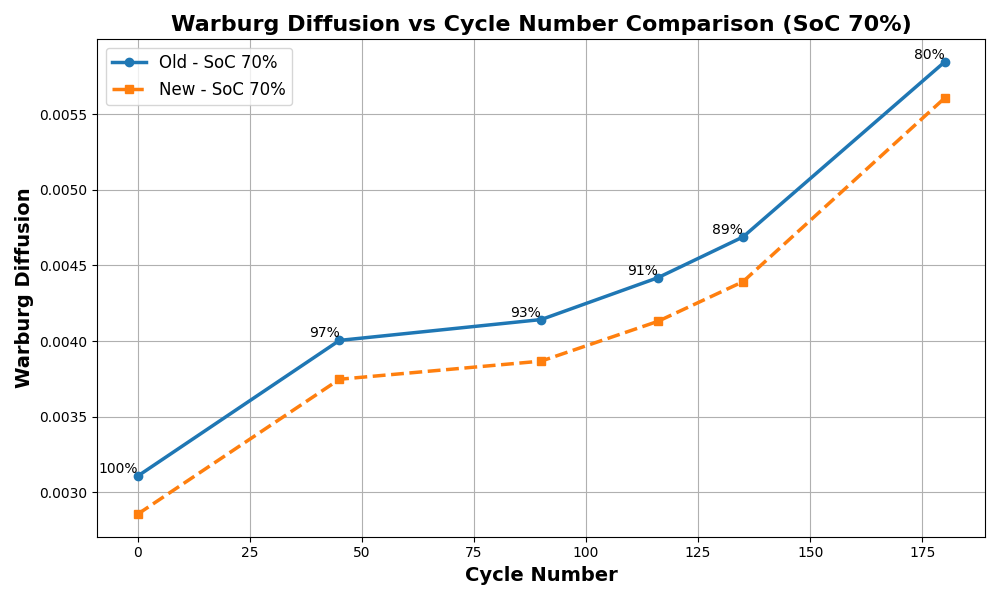 Warburg Diffusion vs Cycle Number Comparison (SoC 70%)
Old - SoC 70%
New - SoC 70%
80%
89%
91%
93%
97%
100%
0.0055
0.0050
0.0045
0.0040
0.0035
0.0030
Warburg Diffusion
0 25 50 75 100 125 150 175
Cycle Number